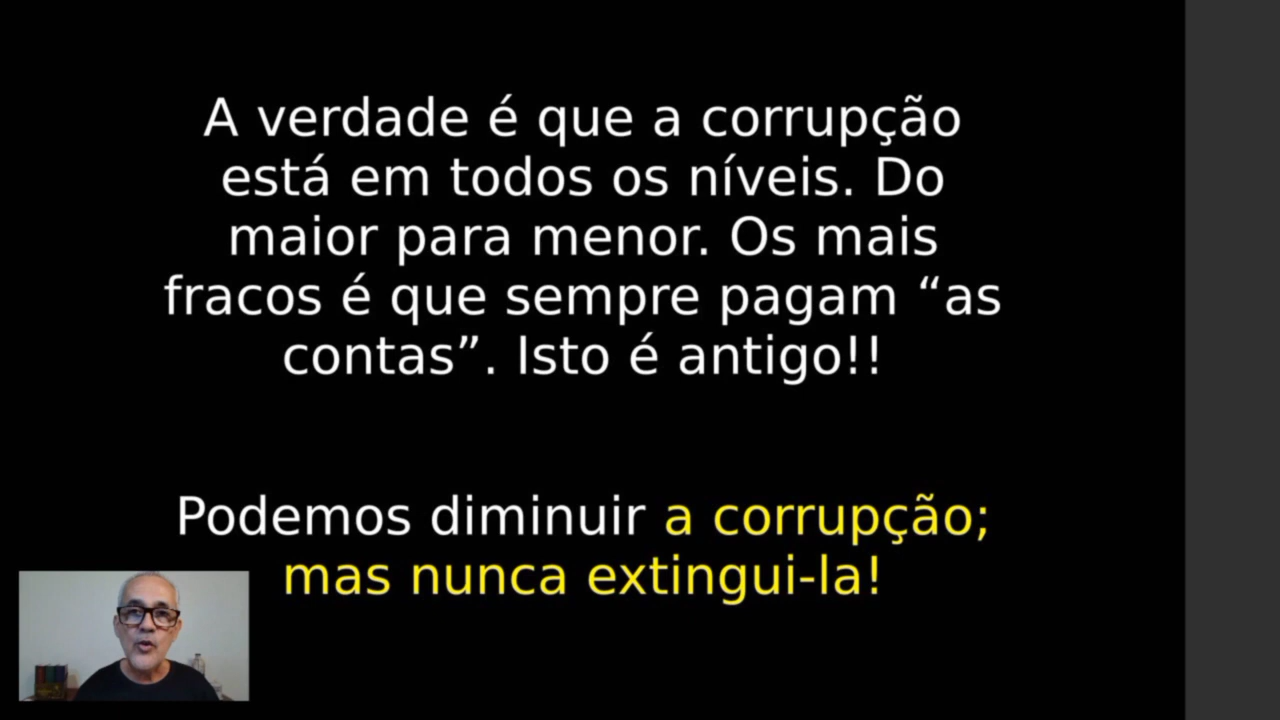 A verdade é que a corrupção
está em todos os níveis. Do
maior para menor. Os mais
fracos é que sempre pagam “as
contas”. Isto é antigo!!
Podemos diminuir a corrupção;
mas nunca extingui-la!